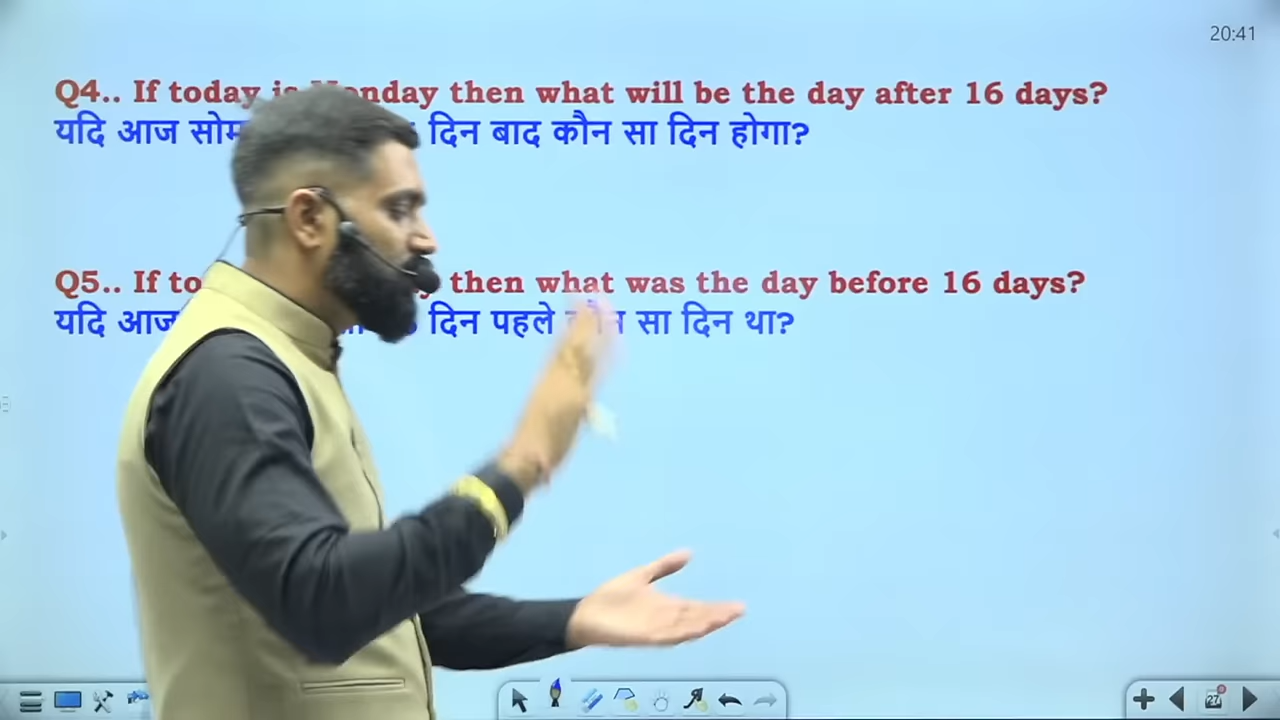 20:41
Q4.. If today is Monday then what will be the day after 16 days?
यदि आज दिन बाद कौन सा दिन होगा?
Q5.. If then what was the day before 16 days?
यदि आज दिन पहले कौन सा दिन था?
27